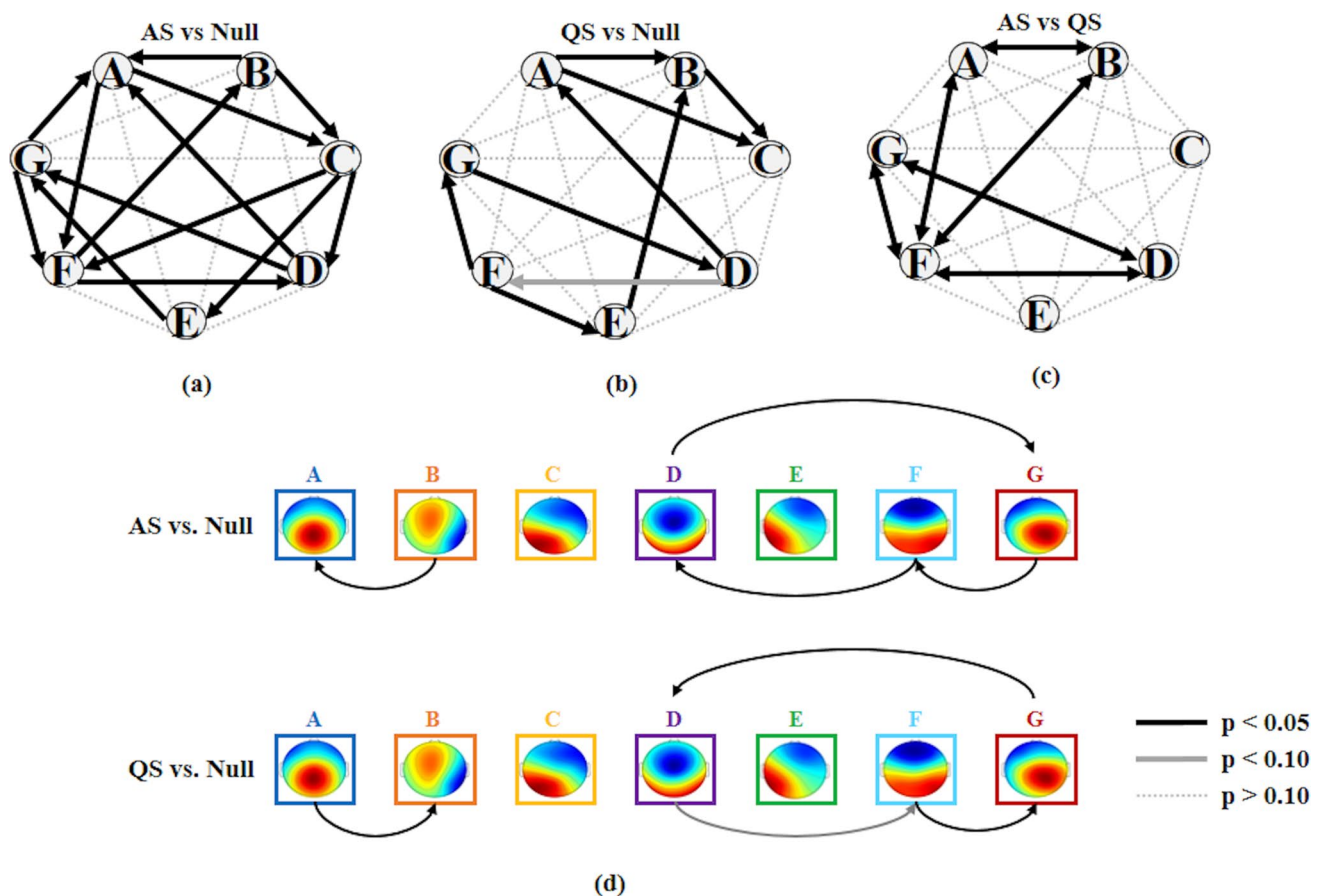 AS vs Null
A
B
G
C
F
D
E
(a)
QS vs Null
A
B
G
C
F
D
E
(b)
AS vs QS
A
B
G
C
F
D
E
(c)
A B C D E F G
AS vs. Null
A B C D E F G
QS vs. Null
p < 0.05
p < 0.10
p > 0.10
(d)